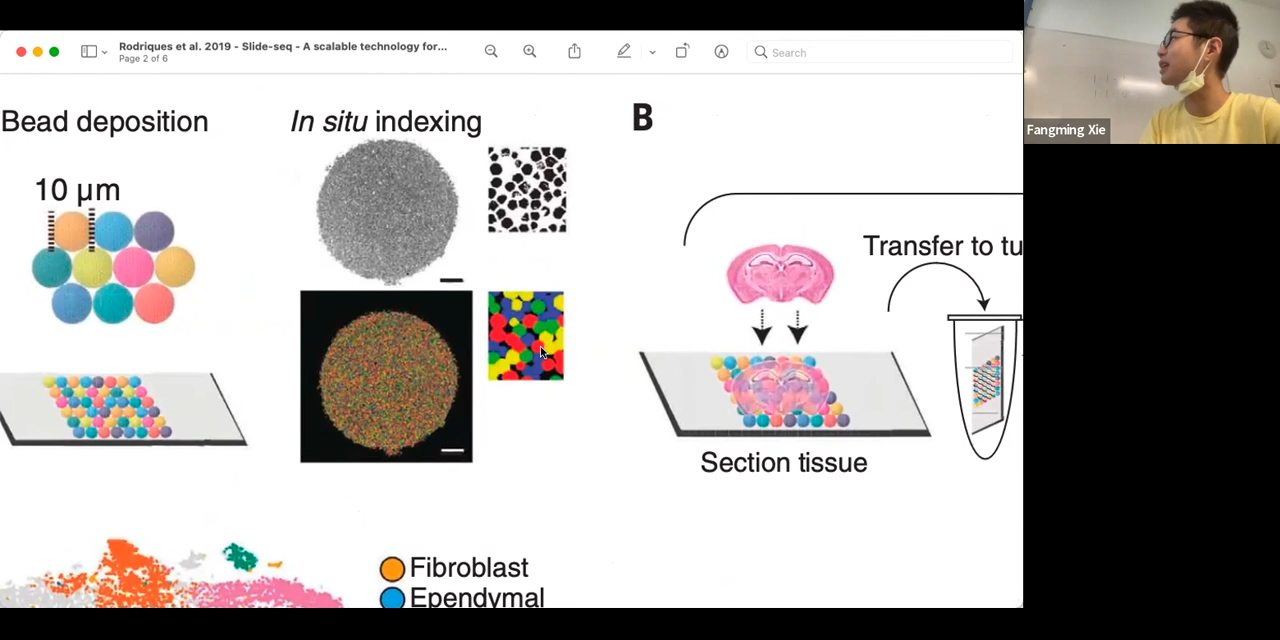 Rodriques et al. 2019 - Slide-seq - A scalable technology for...
Page 2 of 6
Search
Fangming Xie
Bead deposition
In situ indexing
B
10 µm
Transfer to tu
Section tissue
Fibroblast
Ependymal